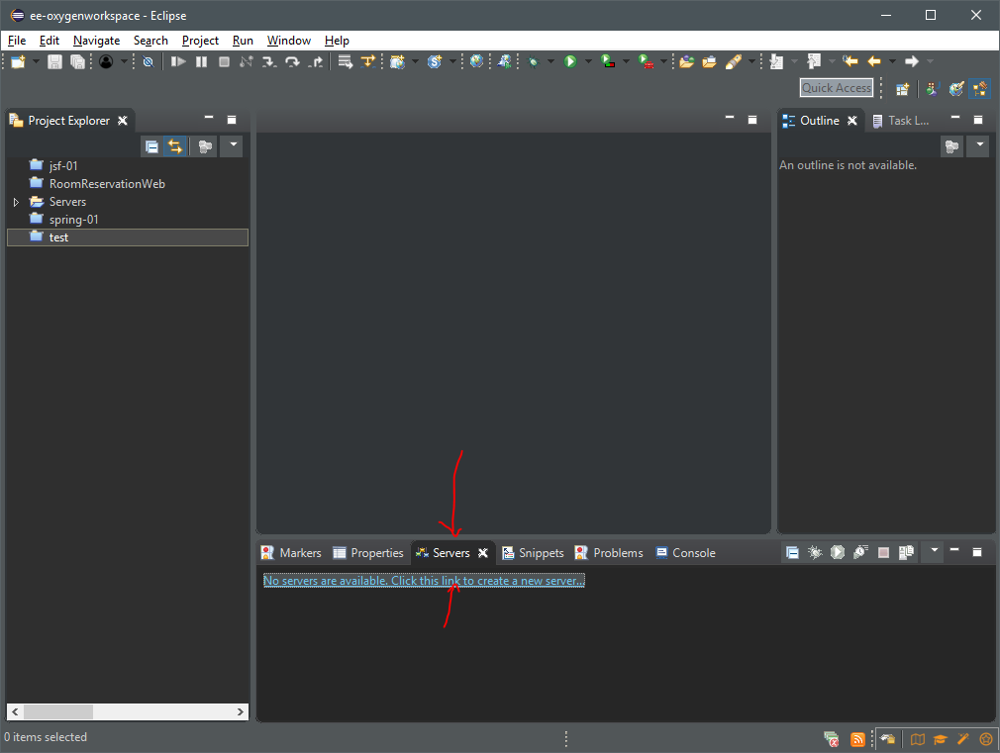 ee-oxygenworkspace - Eclipse
File Edit Navigate Search Project Run Window Help
Quick Access
Project Explorer
Outline
Task L...
jsf-01
RoomReservationWeb
Servers
spring-01
test
An outline is not available.
Markers Properties Servers Snippets Problems Console
No servers are available. Click this link to create a new server...
0 items selected